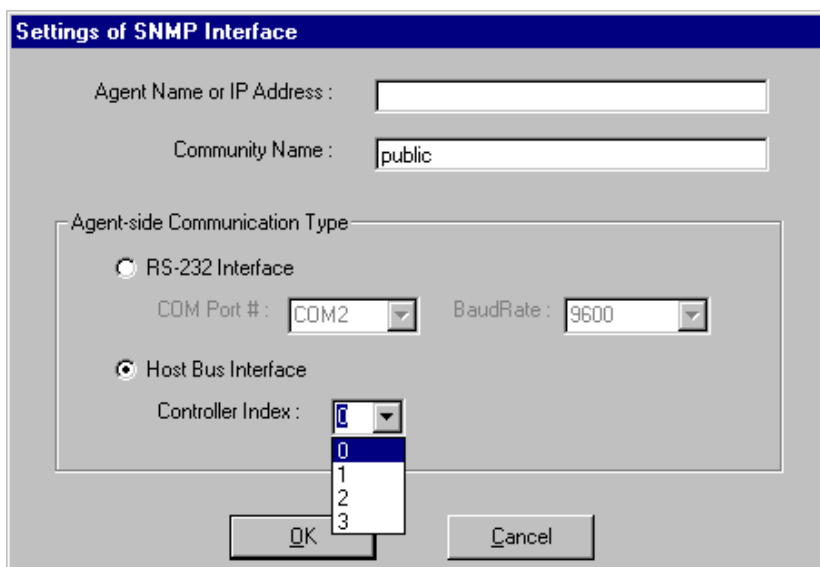 Settings of SNMP Interface
Agent Name or IP Address :
Community Name : public
Agent-side Communication Type
RS-232 Interface
COM Port # : COM2 BaudRate : 9600
Host Bus Interface
Controller Index : 0
0
1
2
3
OK Cancel